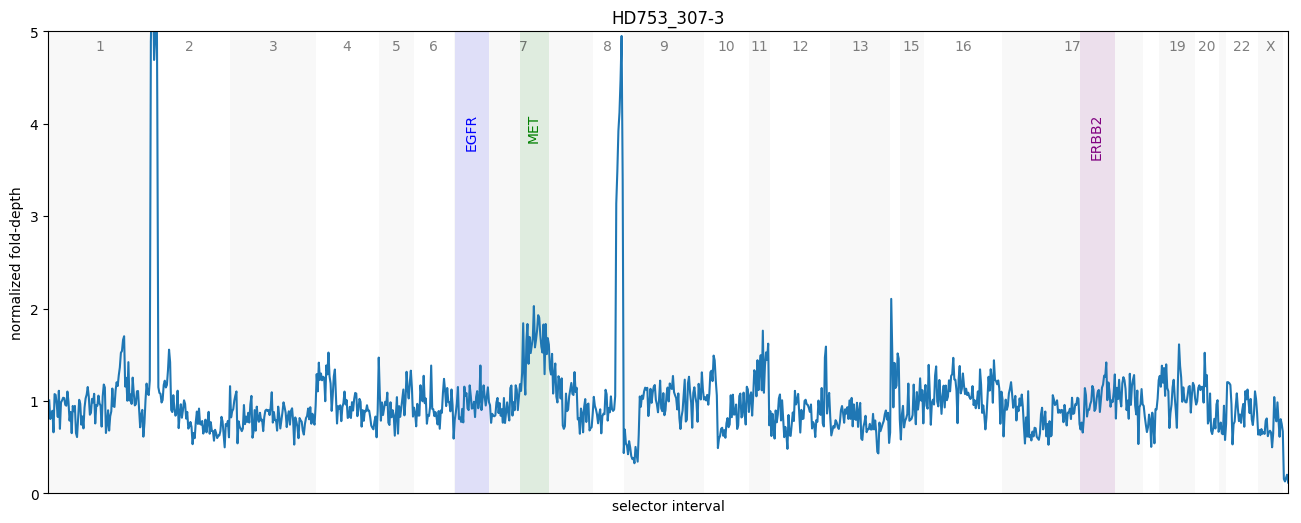 HD753_307-3
5
4
3
2
1
0
normalized fold-depth
1 2 3 4 5 6 7 8 9 10 11 12 13 15 16 17 19 20 22 X
EGFR
MET
ERBB2
selector interval